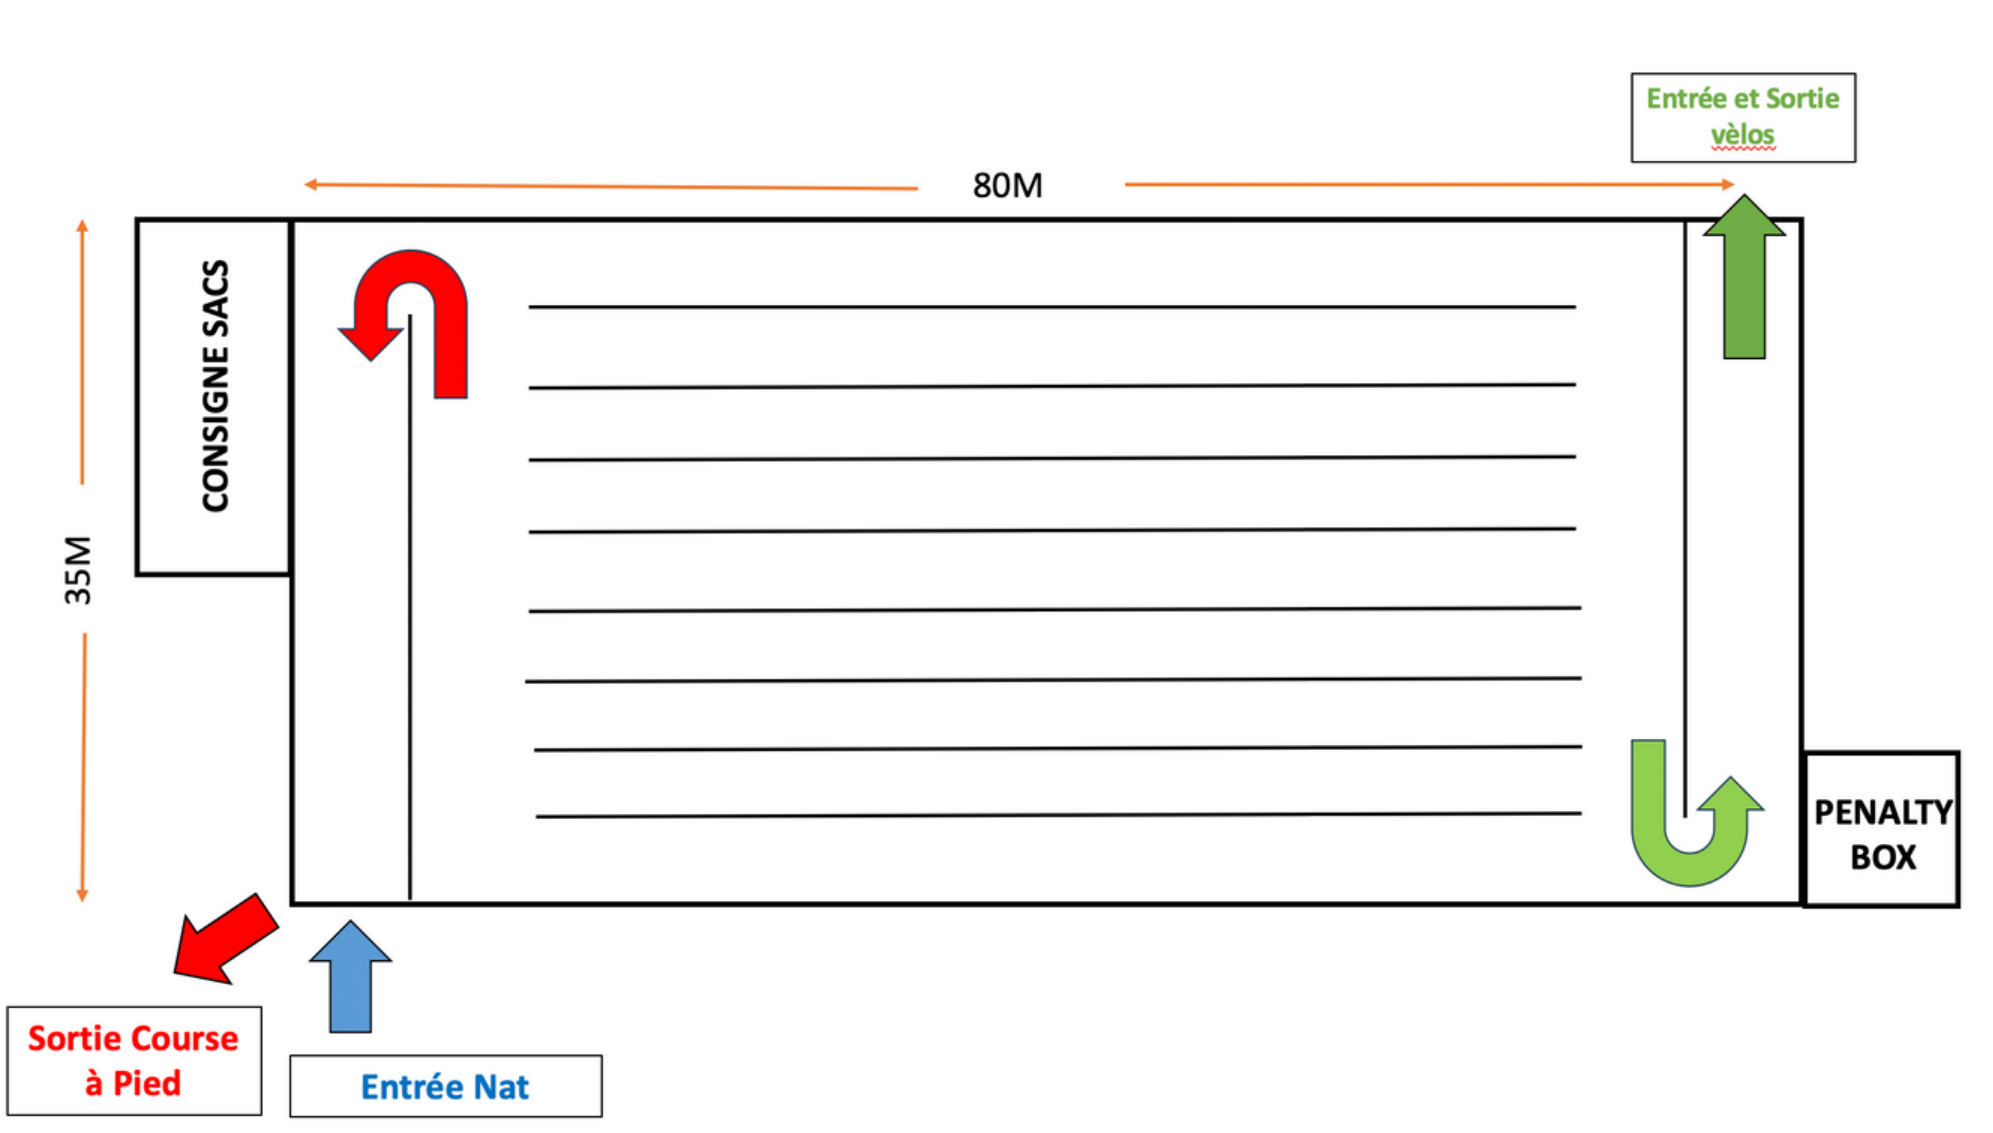 Entrée et Sortie
vèlos
80M
CONSIGNE SACS
35M
PENALTY
BOX
Sortie Course
à Pied
Entrée Nat